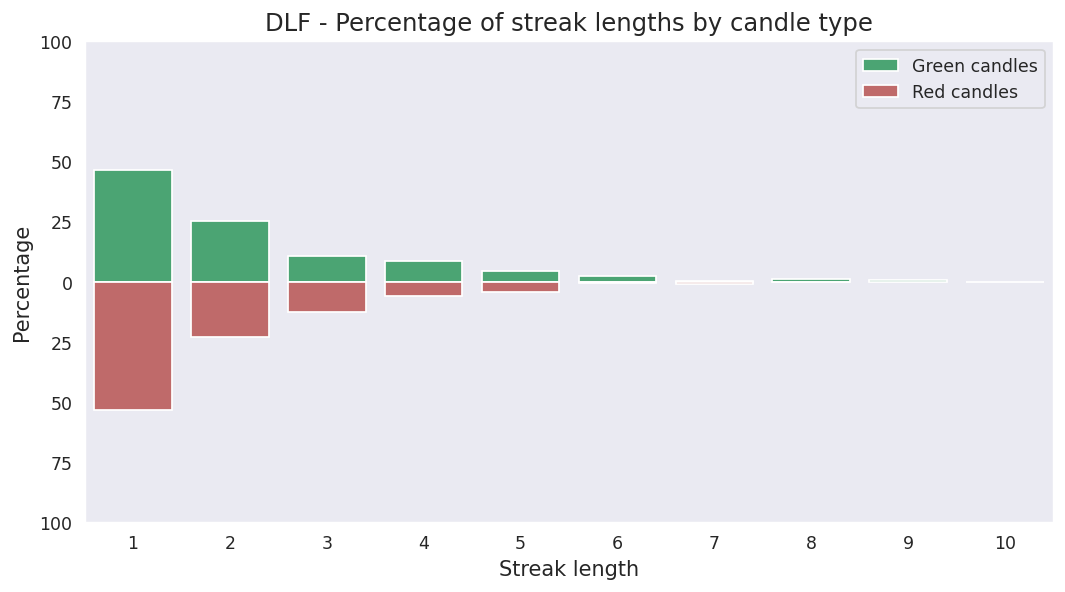 DLF - Percentage of streak lengths by candle type
Green candles
Red candles
Percentage
100
75
50
25
0
25
50
75
100
1 2 3 4 5 6 7 8 9 10
Streak length